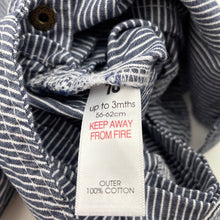 up to 3mths
56-62cm
KEEP AWAY
FROM FIRE
OUTER
100% COTTON